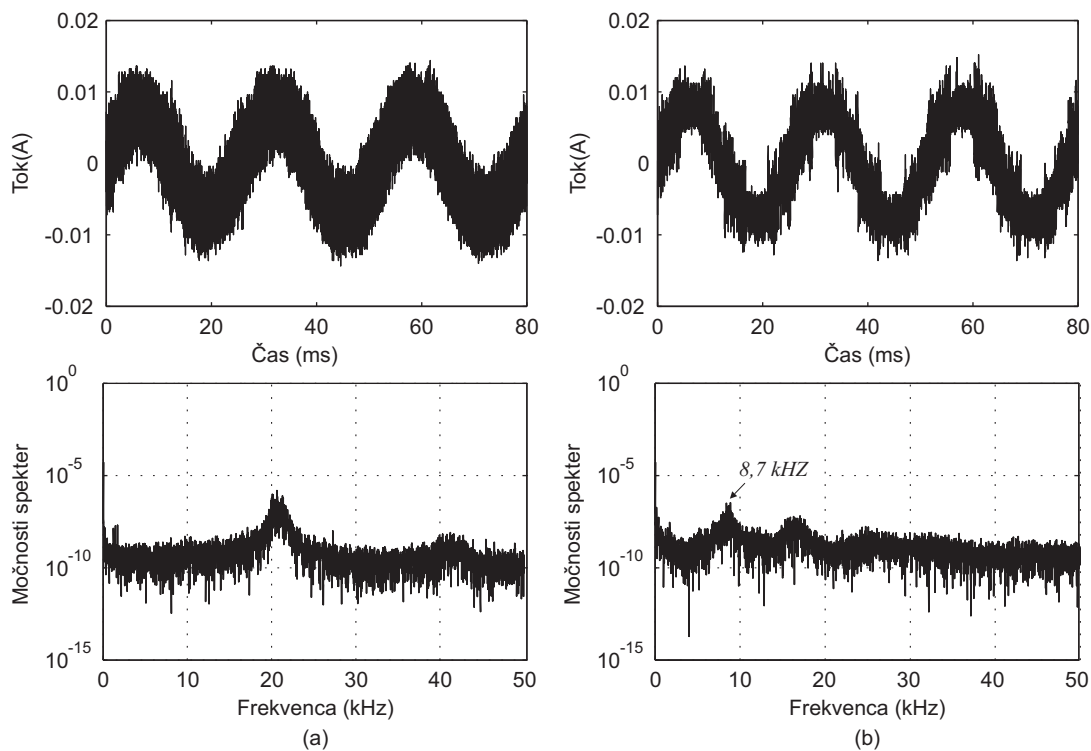 0.02
0.01
0
-0.01
-0.02
Tok(A)
0 20 40 60 80
Čas (ms)
0.02
0.01
0
-0.01
-0.02
Tok(A)
0 20 40 60 80
Čas (ms)
10^0
10^-5
10^-10
10^-15
Močnosti spekter
0 10 20 30 40 50
Frekvenca (kHz)
(a)
10^0
10^-5
10^-10
10^-15
Močnosti spekter
8,7 kHZ
0 10 20 30 40 50
Frekvenca (kHz)
(b)